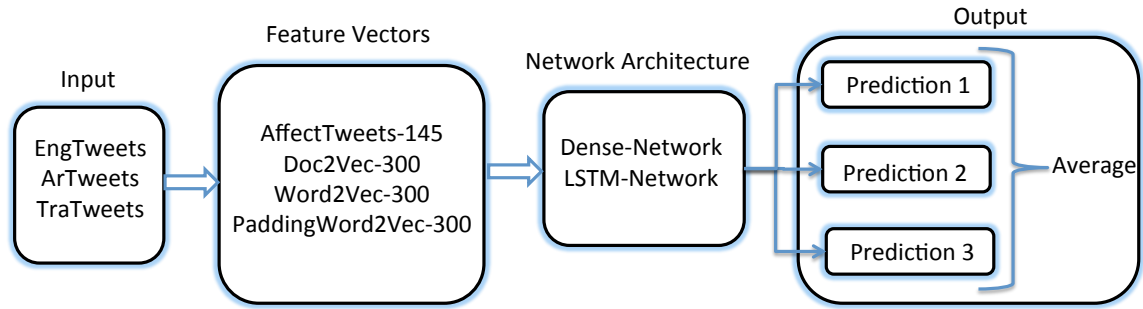 Input
EngTweets
ArTweets
TraTweets
Feature Vectors
AffectTweets-145
Doc2Vec-300
Word2Vec-300
PaddingWord2Vec-300
Network Architecture
Dense-Network
LSTM-Network
Output
Prediction 1
Prediction 2
Prediction 3
Average